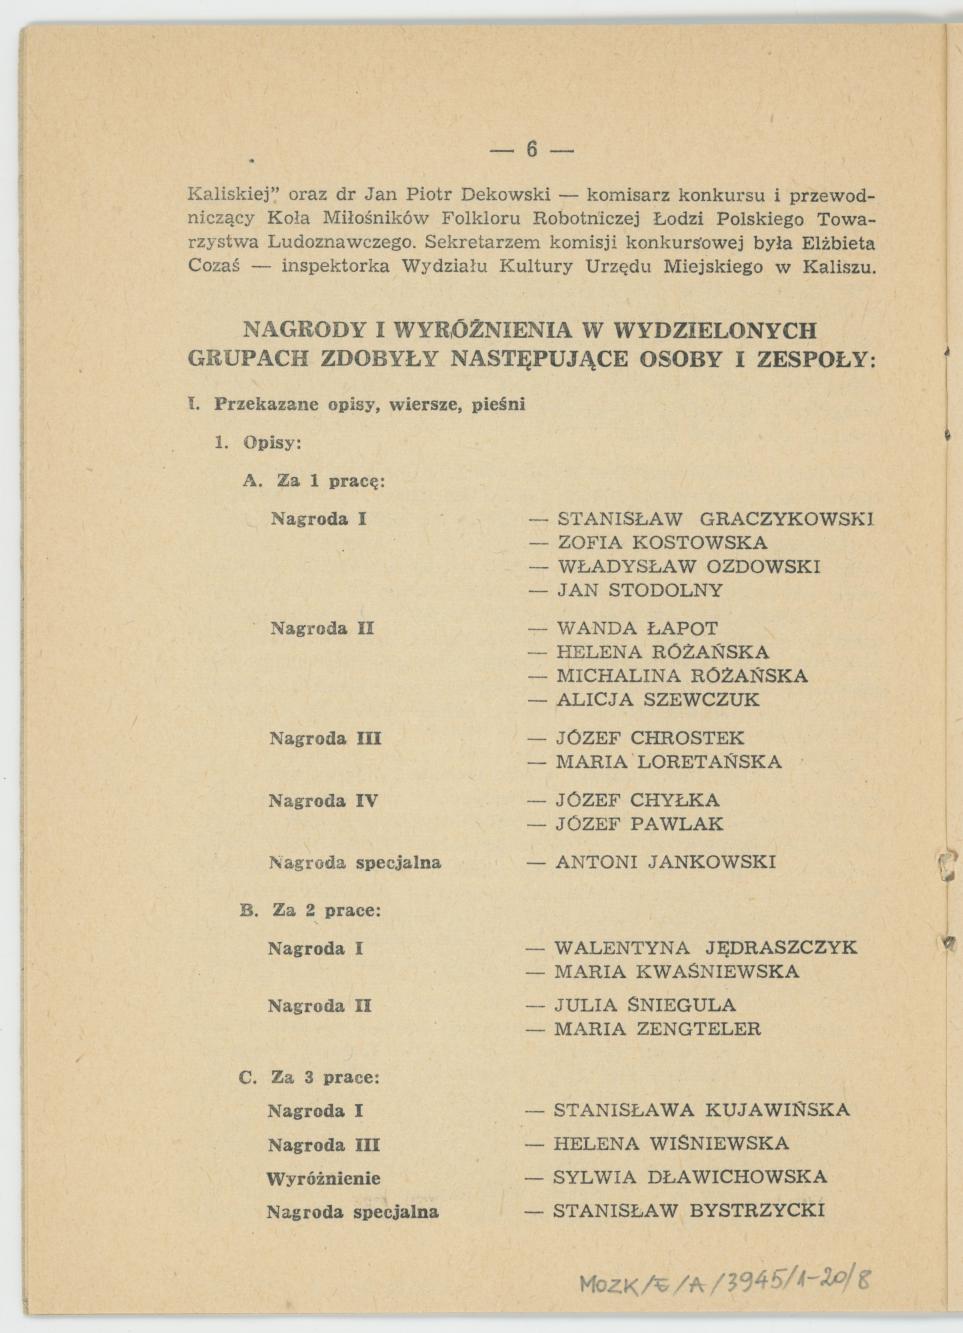 — 6 —
Kaliskiej" oraz dr Jan Piotr Dekowski — komisarz konkursu i przewod-
niczący Koła Miłośników Folkloru Robotniczej Łodzi Polskiego Towa-
rzystwa Ludoznawczego. Sekretarzem komisji konkursowej była Elżbieta
Cozaś — inspektorka Wydziału Kultury Urzędu Miejskiego w Kaliszu.
NAGRODY I WYRÓŻNIENIA W WYDZIELONYCH
GRUPACH ZDOBYŁY NASTĘPUJĄCE OSOBY I ZESPOŁY:
I. Przekazane opisy, wiersze, pieśni
1. Opisy:
A. Za 1 pracę:
Nagroda I — STANISŁAW GRACZYKOWSKI
— ZOFIA KOSTOWSKA
— WŁADYSŁAW OZDOWSKI
— JAN STODOLNY
Nagroda II — WANDA ŁAPOT
— HELENA RÓŻAŃSKA
— MICHALINA RÓŻAŃSKA
— ALICJA SZEWCZUK
Nagroda III — JÓZEF CHROSTEK
— MARIA LORETAŃSKA
Nagroda IV — JÓZEF CHYŁKA
— JÓZEF PAWLAK
Nagroda specjalna — ANTONI JANKOWSKI
B. Za 2 prace:
Nagroda I — WALENTYNA JĘDRASZCZYK
— MARIA KWAŚNIEWSKA
Nagroda II — JULIA ŚNIEGULA
— MARIA ZENGTELER
C. Za 3 prace:
Nagroda I — STANISŁAWA KUJAWIŃSKA
Nagroda III — HELENA WIŚNIEWSKA
Wyróżnienie — SYLWIA DŁAWICHOWSKA
Nagroda specjalna — STANISŁAW BYSTRZYCKI
MOZK/E/A/3945/1-20/8